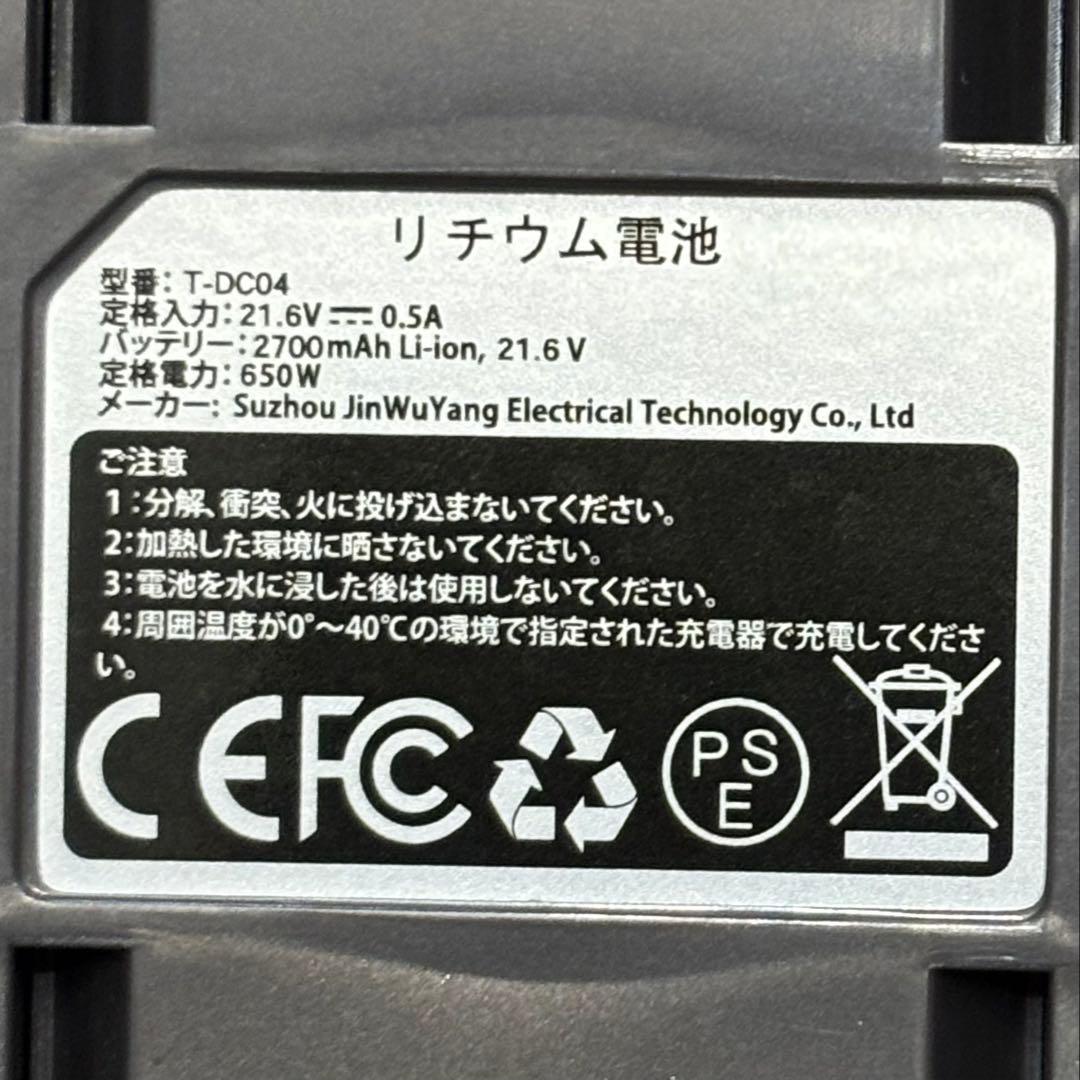 リチウム電池
型番: T-DC04
定格入力: 21.6V ⎓ 0.5A
バッテリー: 2700mAh Li-ion, 21.6 V
定格電力: 650W
メーカー: Suzhou JinWuYang Electrical Technology Co., Ltd
ご注意
1:分解、衝突、火に投げ込まないてください。
2:加熱した環境に晒さないてください。
3:電池を水に浸した後は使用しないてください。
4:周囲温度が0°～40℃の環境で指定された充電器で充電してくださ
い。
CE FC PSE